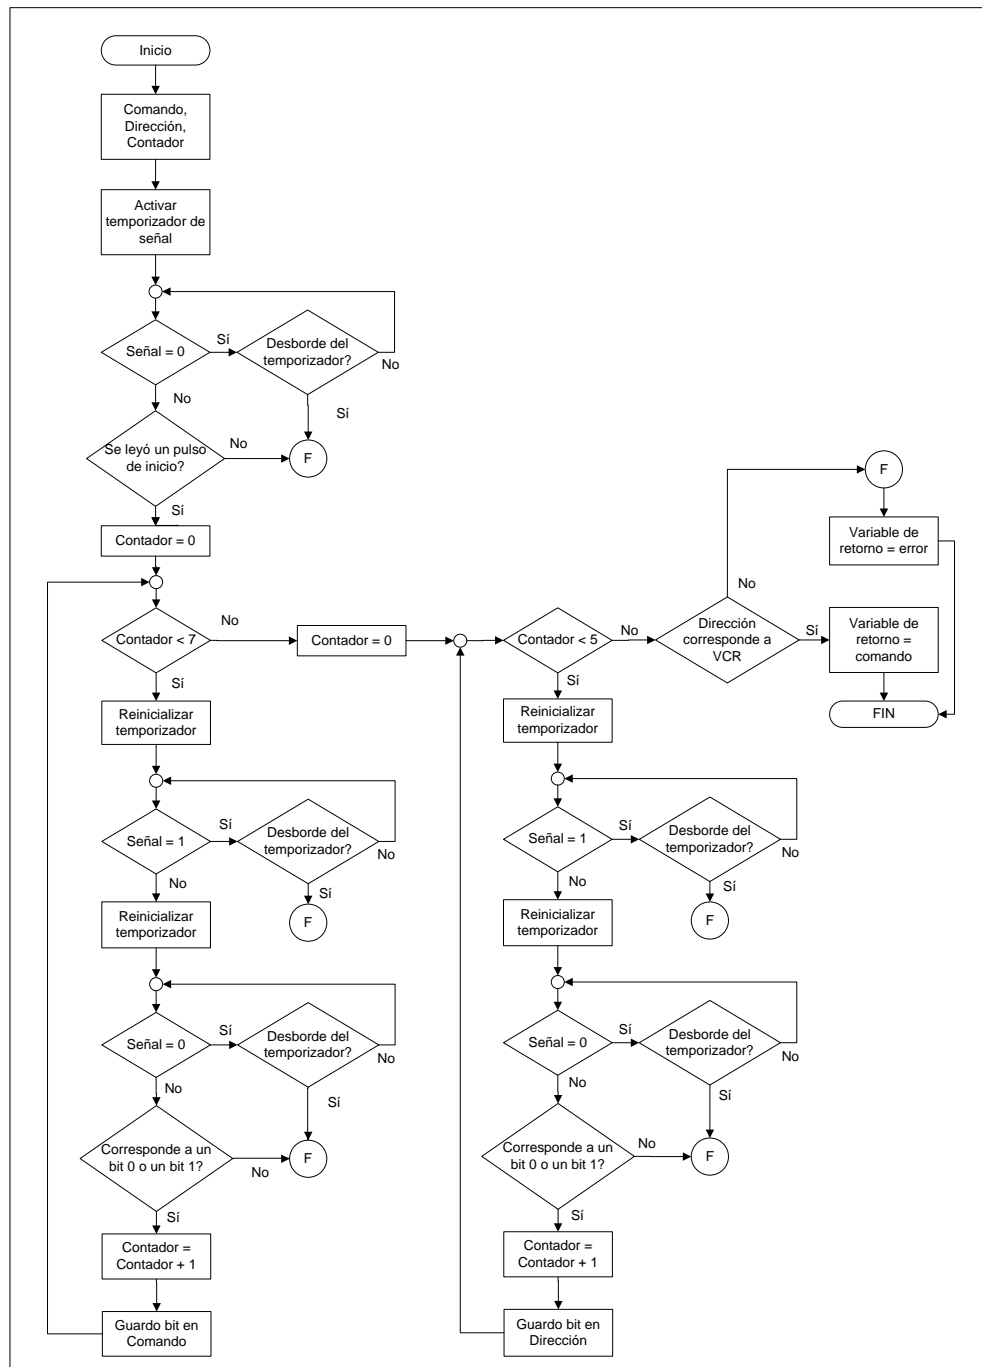 Inicio
Comando,
Dirección,
Contador
Activar
temporizador de
señal
Señal = 0
Sí
Desborde del
temporizador?
No
No
Sí
Se leyó un pulso
de inicio?
No
F
Sí
Contador = 0
Contador < 7
No
Contador = 0
Sí
Reinicializar
temporizador
Señal = 1
Sí
Desborde del
temporizador?
No
No
Sí
F
Reinicializar
temporizador
Señal = 0
Sí
Desborde del
temporizador?
No
No
Sí
Corresponde a un
bit 0 o un bit 1?
No
F
Sí
Contador =
Contador + 1
Guardo bit en
Comando
Contador < 5
No
Dirección
corresponde a
VCR
No
F
Variable de
retorno = error
Sí
Variable de
retorno =
comando
FIN
Sí
Reinicializar
temporizador
Señal = 1
Sí
Desborde del
temporizador?
No
No
Sí
F
Reinicializar
temporizador
Señal = 0
Sí
Desborde del
temporizador?
No
No
Sí
Corresponde a un
bit 0 o un bit 1?
No
F
Sí
Contador =
Contador + 1
Guardo bit en
Dirección